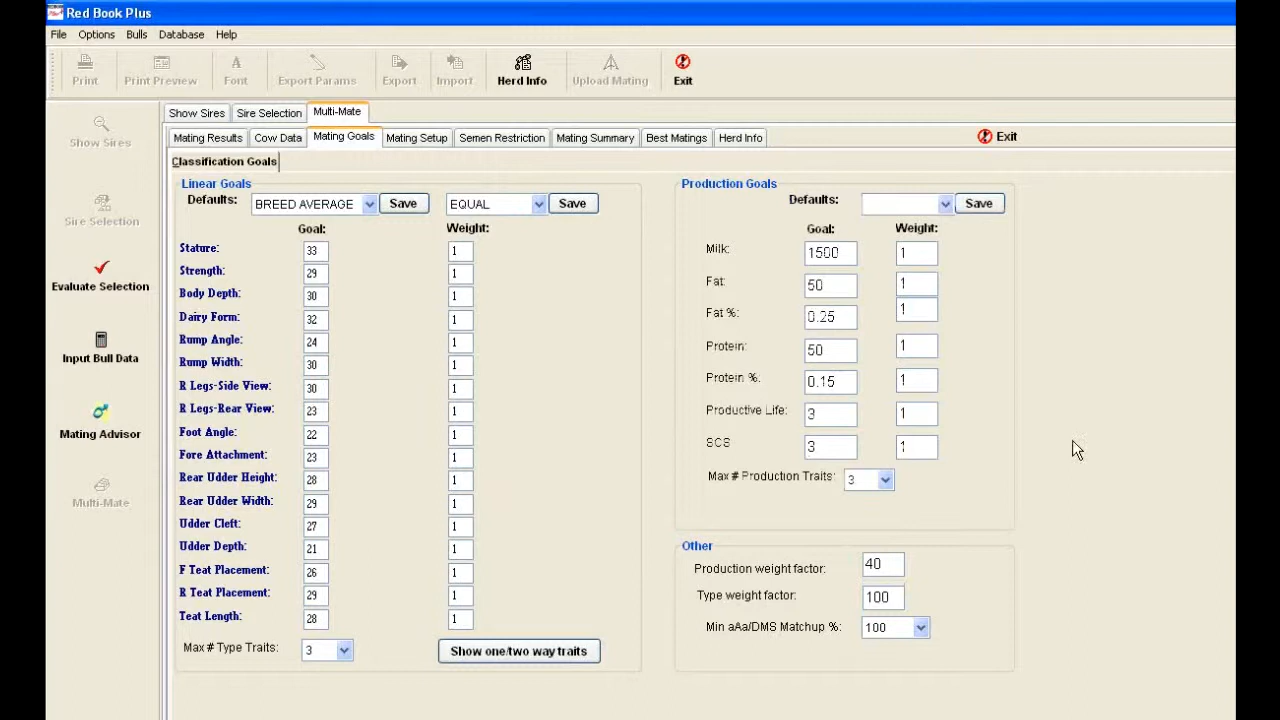 Red Book Plus
File Options Bulls Database Help
Print Print Preview Font Export Params Export Import Herd Info Upload Mating Exit
Show Sires Sire Selection Multi-Mate
Mating Results Cow Data Mating Goals Mating Setup Semen Restriction Mating Summary Best Matings Herd Info Exit
Show Sires
Sire Selection
Evaluate Selection
Input Bull Data
Mating Advisor
Multi-Mate
Classification Goals
Linear Goals
Defaults: BREED AVERAGE Save EQUAL Save
Goal: Weight:
Stature: 33 1
Strength: 29 1
Body Depth: 30 1
Dairy Form: 32 1
Rump Angle: 24 1
Rump Width: 30 1
R Legs-Side View: 30 1
R Legs-Rear View: 23 1
Foot Angle: 22 1
Fore Attachment: 23 1
Rear Udder Height: 28 1
Rear Udder Width: 29 1
Udder Cleft: 27 1
Udder Depth: 21 1
F Teat Placement: 26 1
R Teat Placement: 29 1
Teat Length: 28 1
Max # Type Traits: 3 Show one/two way traits
Production Goals
Defaults: Save
Goal: Weight:
Milk: 1500 1
Fat: 50 1
Fat %: 0.25 1
Protein: 50 1
Protein %: 0.15 1
Productive Life: 3 1
SCS 3 1
Max # Production Traits: 3
Other
Production weight factor: 40
Type weight factor: 100
Min aAa/DMS Matchup %: 100